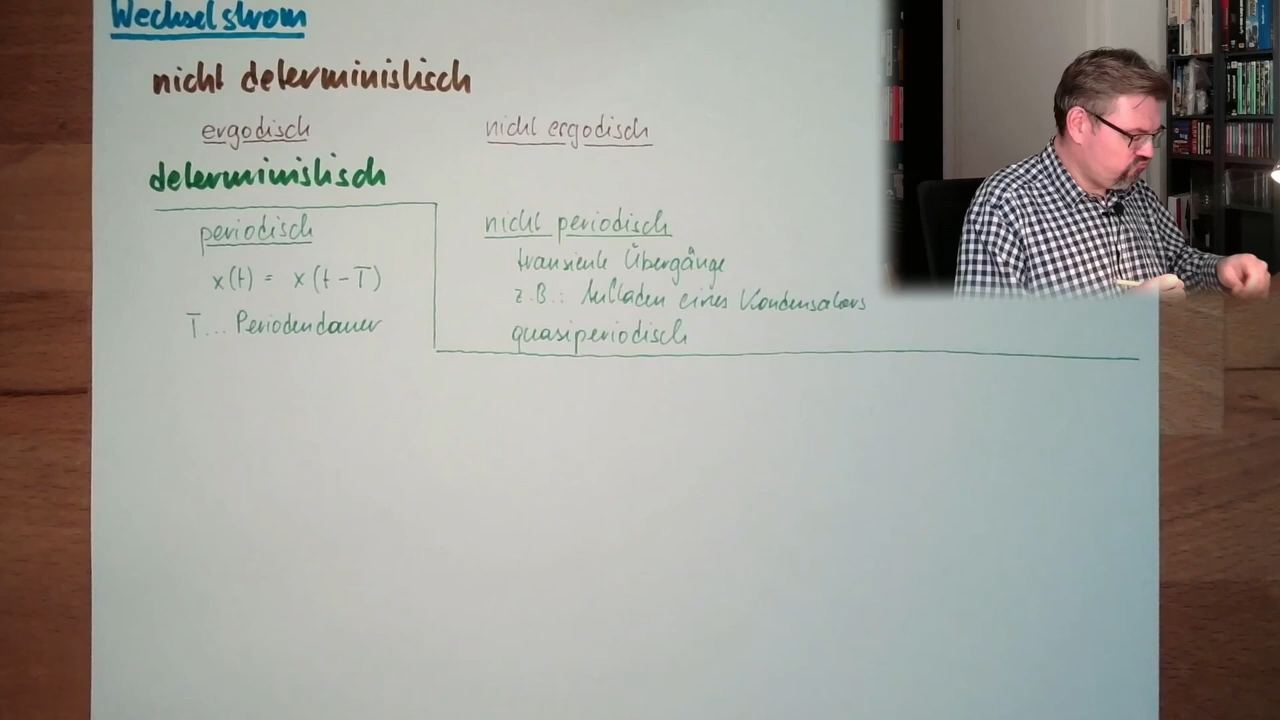 Wechselstrom
nicht deterministisch
ergodisch nicht ergodisch
deterministisch
periodisch nicht periodisch
x(t) = x(t-T) transiente Übergänge
z.B.: Aufladen eines Kondensators
T... Periodendauer quasiperiodisch